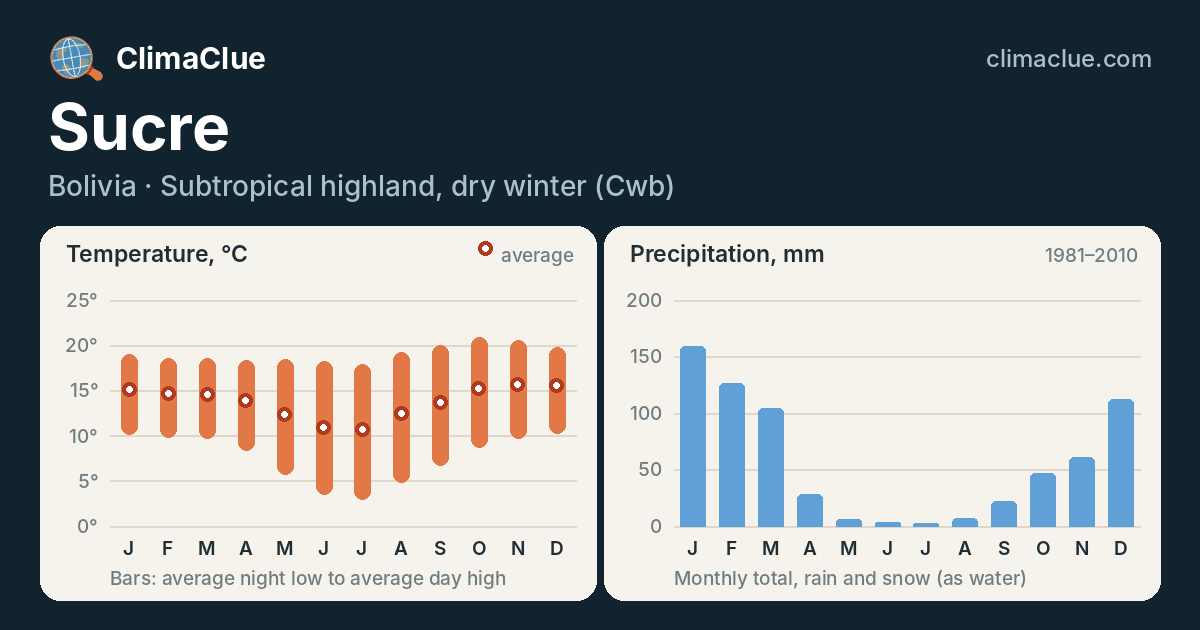 ClimaClue
climaclue.com
Sucre
Bolivia · Subtropical highland, dry winter (Cwb)
Temperature, °C
average
25°
20°
15°
10°
5°
0°
J F M A M J J A S O N D
Bars: average night low to average day high
Precipitation, mm
1981–2010
200
150
100
50
0
J F M A M J J A S O N D
Monthly total, rain and snow (as water)